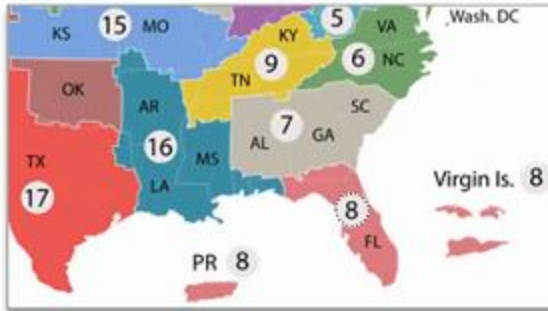 5
Wash. DC
KS
15
MO
KY
VA
9
6
NC
TN
OK
AR
SC
7
AL
GA
16
MS
TX
LA
17
Virgin Is. 8
8
FL
PR 8